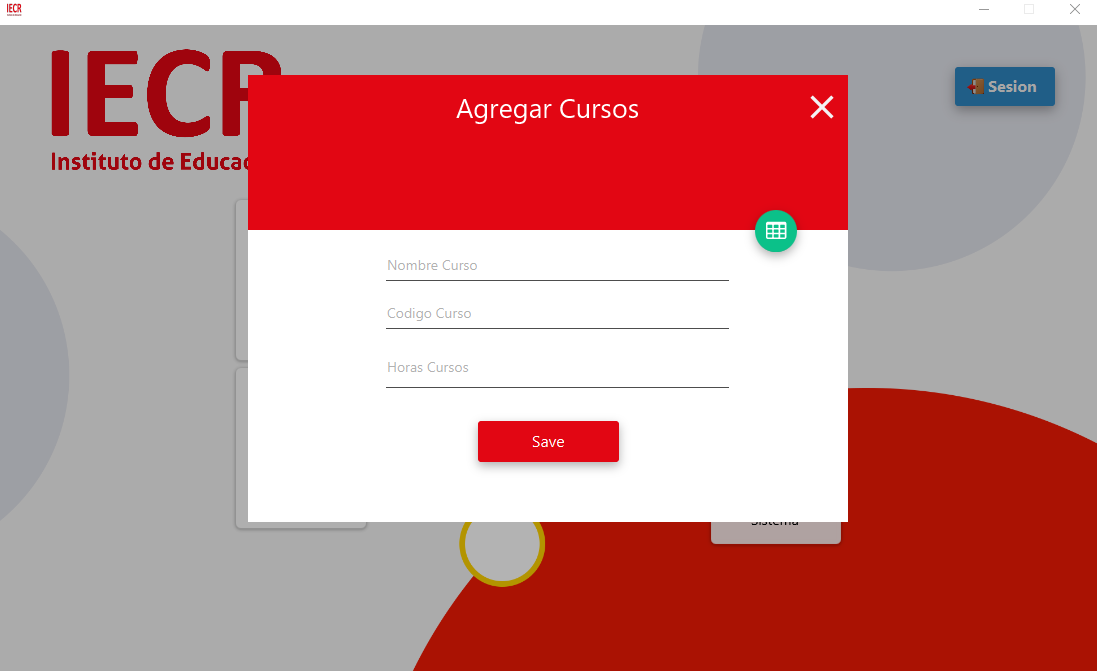 IECR
IECR
Instituto de Educac
Sesion
Agregar Cursos
Nombre Curso
Codigo Curso
Horas Cursos
Save
Sistema